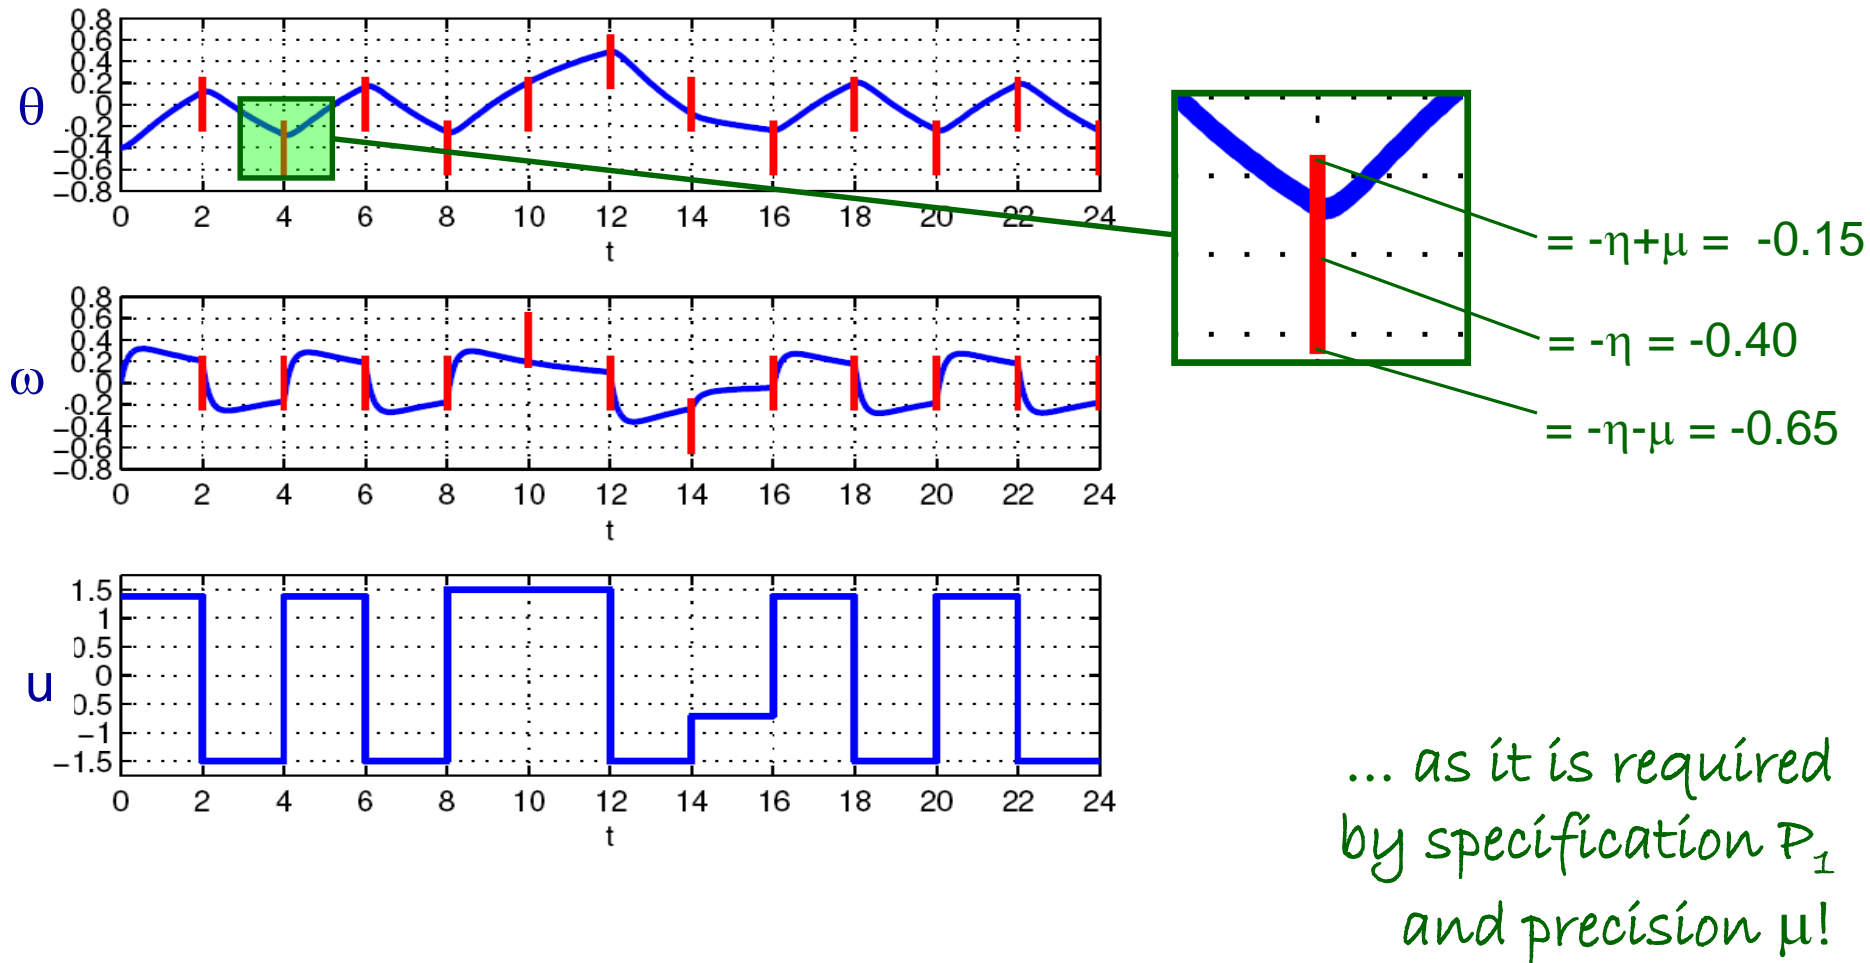 θ
0.8
0.6
0.4
0.2
0
-0.2
−0.4
−0.6
−0.8
0 2 4 6 8 10 12 14 16 18 20 22 24
t
= -η+μ = -0.15
= -η = -0.40
= -η-μ = -0.65
ω
0.8
0.6
0.4
0.2
0
-0.2
−0.4
−0.6
−0.8
0 2 4 6 8 10 12 14 16 18 20 22 24
t
u
1.5
1
0.5
0
0.5
−1
−1.5
0 2 4 6 8 10 12 14 16 18 20 22 24
t
... as it is required
by specification P1
and precision μ!